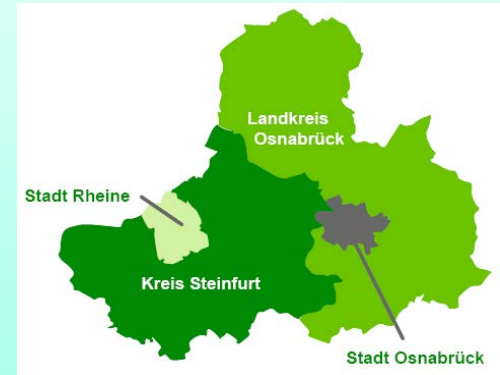 Landkreis
Osnabrück
Stadt Rheine
Kreis Steinfurt
Stadt Osnabrück